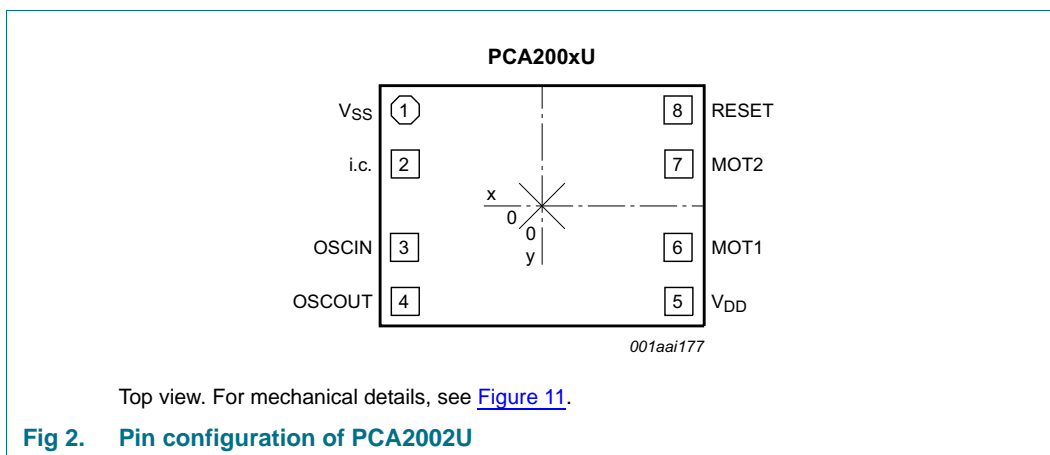 PCA200xU
VSS 1 8 RESET
i.c. 2 7 MOT2
x
0
0
y
OSCIN 3 6 MOT1
OSCOUT 4 5 VDD
001aai177
Top view. For mechanical details, see Figure 11.
Fig 2. Pin configuration of PCA2002U